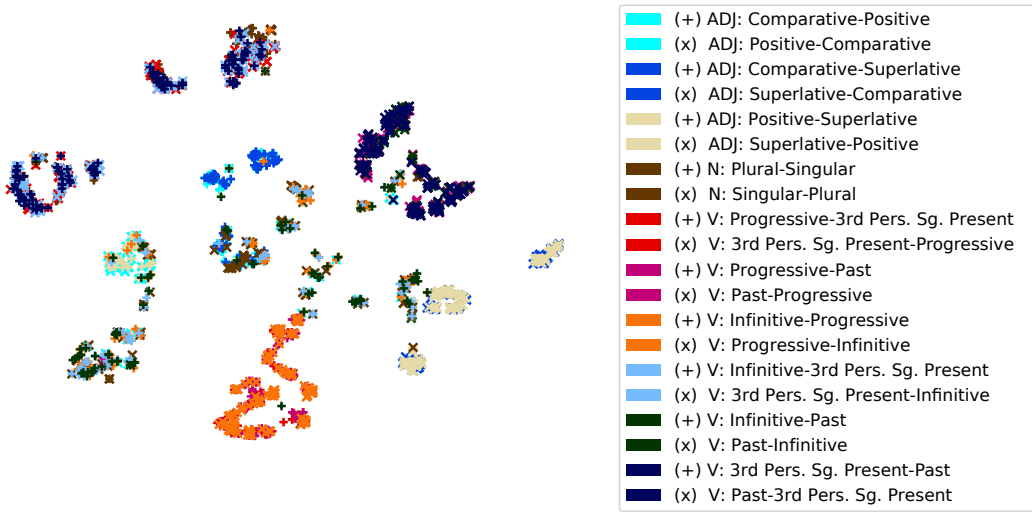 (+) ADJ: Comparative-Positive
(x) ADJ: Positive-Comparative
(+) ADJ: Comparative-Superlative
(x) ADJ: Superlative-Comparative
(+) ADJ: Positive-Superlative
(x) ADJ: Superlative-Positive
(+) N: Plural-Singular
(x) N: Singular-Plural
(+) V: Progressive-3rd Pers. Sg. Present
(x) V: 3rd Pers. Sg. Present-Progressive
(+) V: Progressive-Past
(x) V: Past-Progressive
(+) V: Infinitive-Progressive
(x) V: Progressive-Infinitive
(+) V: Infinitive-3rd Pers. Sg. Present
(x) V: 3rd Pers. Sg. Present-Infinitive
(+) V: Infinitive-Past
(x) V: Past-Infinitive
(+) V: 3rd Pers. Sg. Present-Past
(x) V: Past-3rd Pers. Sg. Present